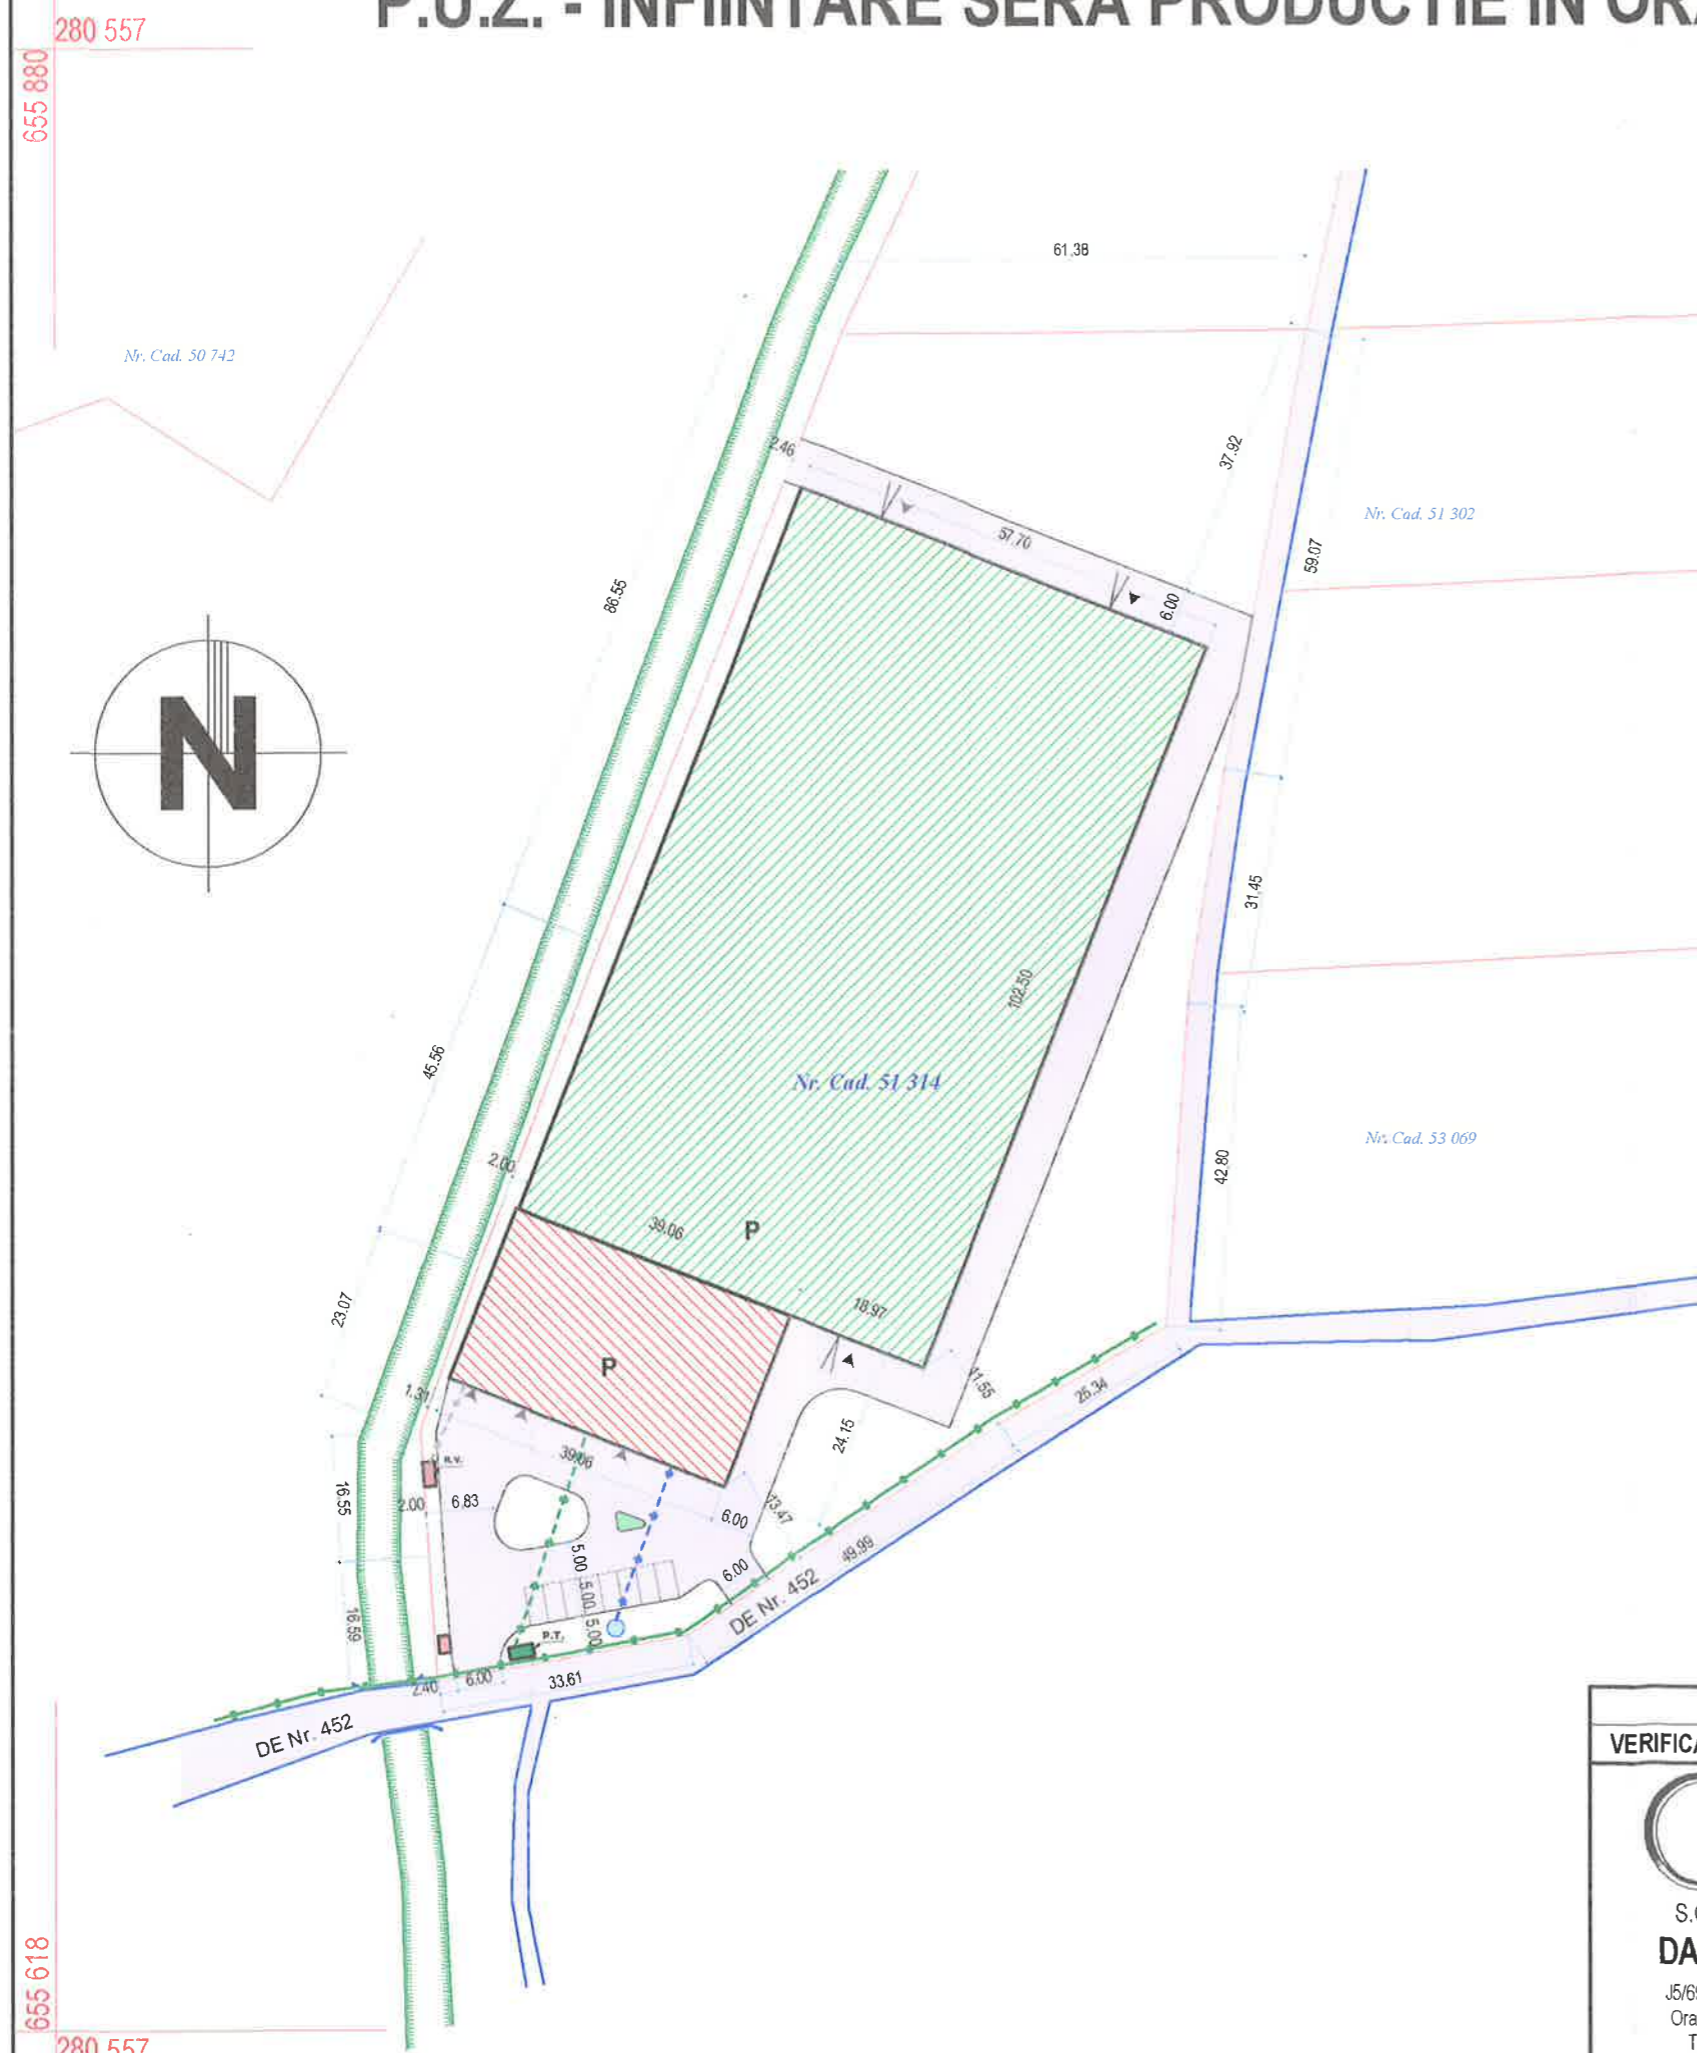 P.U.Z. - INFIINTARE SERA PRODUCTIE IN
280 557
655 880
61,38
Nr. Cad. 50 742
2.46
37.92
Nr. Cad. 51 302
57.70
59.07
86.55
6.00
N
31,45
102.50
45.56
Nr. Cad. 51 314
Nr. Cad. 53 069
2.00
42.80
39.06
P
23.07
18.97
P
1.31
11.55
25.34
24.15
39.06
R.V.
16.55
2.00
6.83
13.47
6.00
49.99
5.00
5.00
5.00
6.00
DE Nr. 452
16.59
P.T.
2.40
6.00
33.61
DE Nr. 452
VERIFICA
DA
655 618
280 557